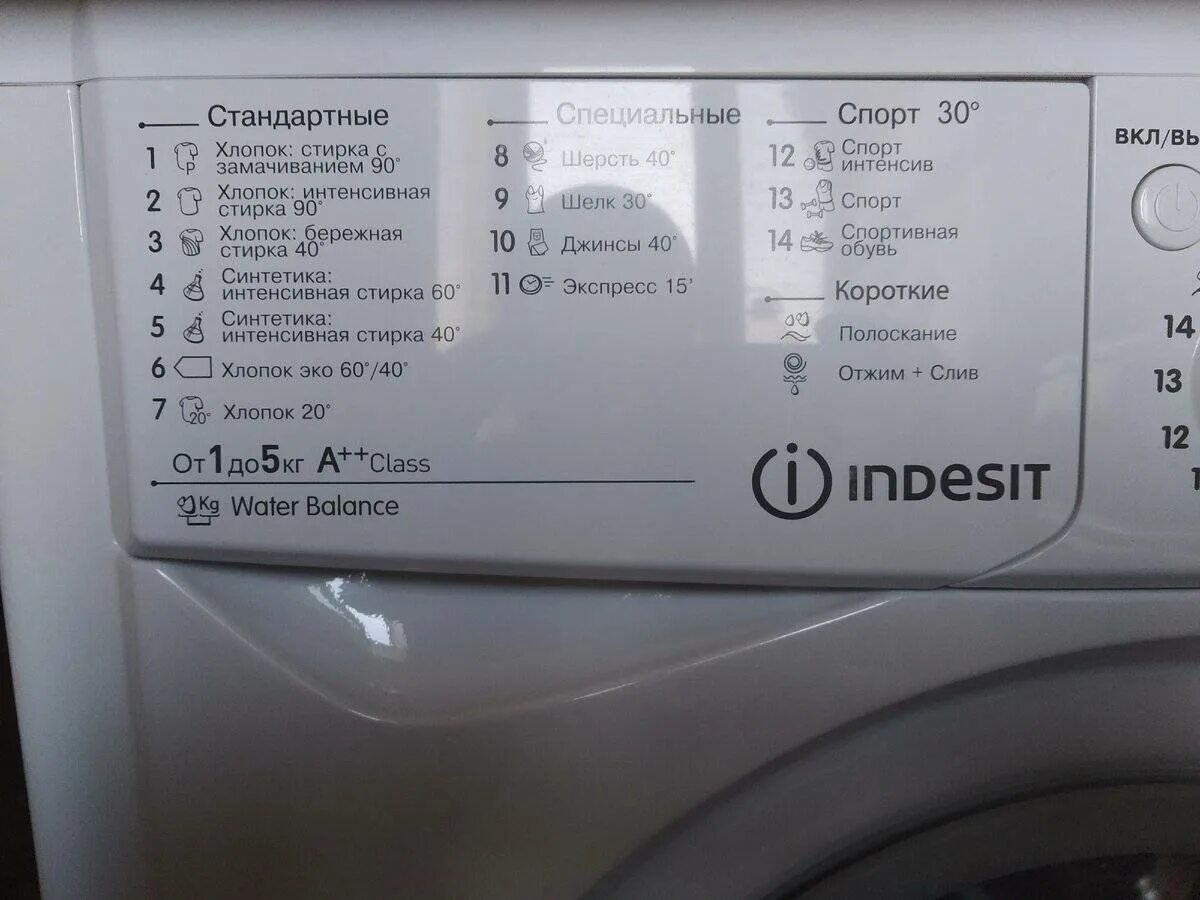 Стандартные
1 Хлопок: стирка с
замачиванием 90°
2 Хлопок: интенсивная
стирка 90°
3 Хлопок: бережная
стирка 40°
4 Синтетика:
интенсивная стирка 60°
5 Синтетика:
интенсивная стирка 40°
6 Хлопок эко 60°/40°
7 20° Хлопок 20°
От 1 до 5 кг A++ Class
Kg Water Balance
Специальные
8 Шерсть 40°
9 Шелк 30°
10 Джинсы 40°
11 Экспресс 15'
Спорт 30°
12 Спорт
интенсив
13 Спорт
14 Спортивная
обувь
Короткие
Полоскание
Отжим + Слив
INDESIT
ВКЛ/ВЫ
14
13
12